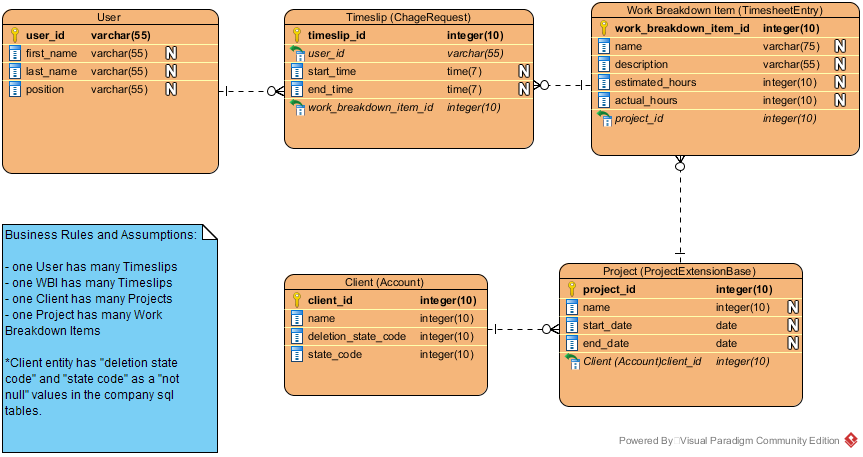 User
user_id varchar(55)
first_name varchar(55) N
last_name varchar(55) N
position varchar(55) N
Timeslip (ChageRequest)
timeslip_id integer(10)
user_id varchar(55)
start_time time(7) N
end_time time(7) N
work_breakdown_item_id integer(10)
Work Breakdown Item (TimesheetEntry)
work_breakdown_item_id integer(10)
name varchar(75) N
description varchar(55) N
estimated_hours integer(10) N
actual_hours integer(10) N
project_id integer(10)
Business Rules and Assumptions:
- one User has many Timeslips
- one WBI has many Timeslips
- one Client has many Projects
- one Project has many Work
Breakdown Items
*Client entity has "deletion state
code" and "state code" as a "not
null" values in the company sql
tables.
Client (Account)
client_id integer(10)
name integer(10)
deletion_state_code integer(10)
state_code integer(10)
Project (ProjectExtensionBase)
project_id integer(10)
name integer(10) N
start_date date N
end_date date N
Client (Account)client_id integer(10)
Powered By Visual Paradigm Community Edition